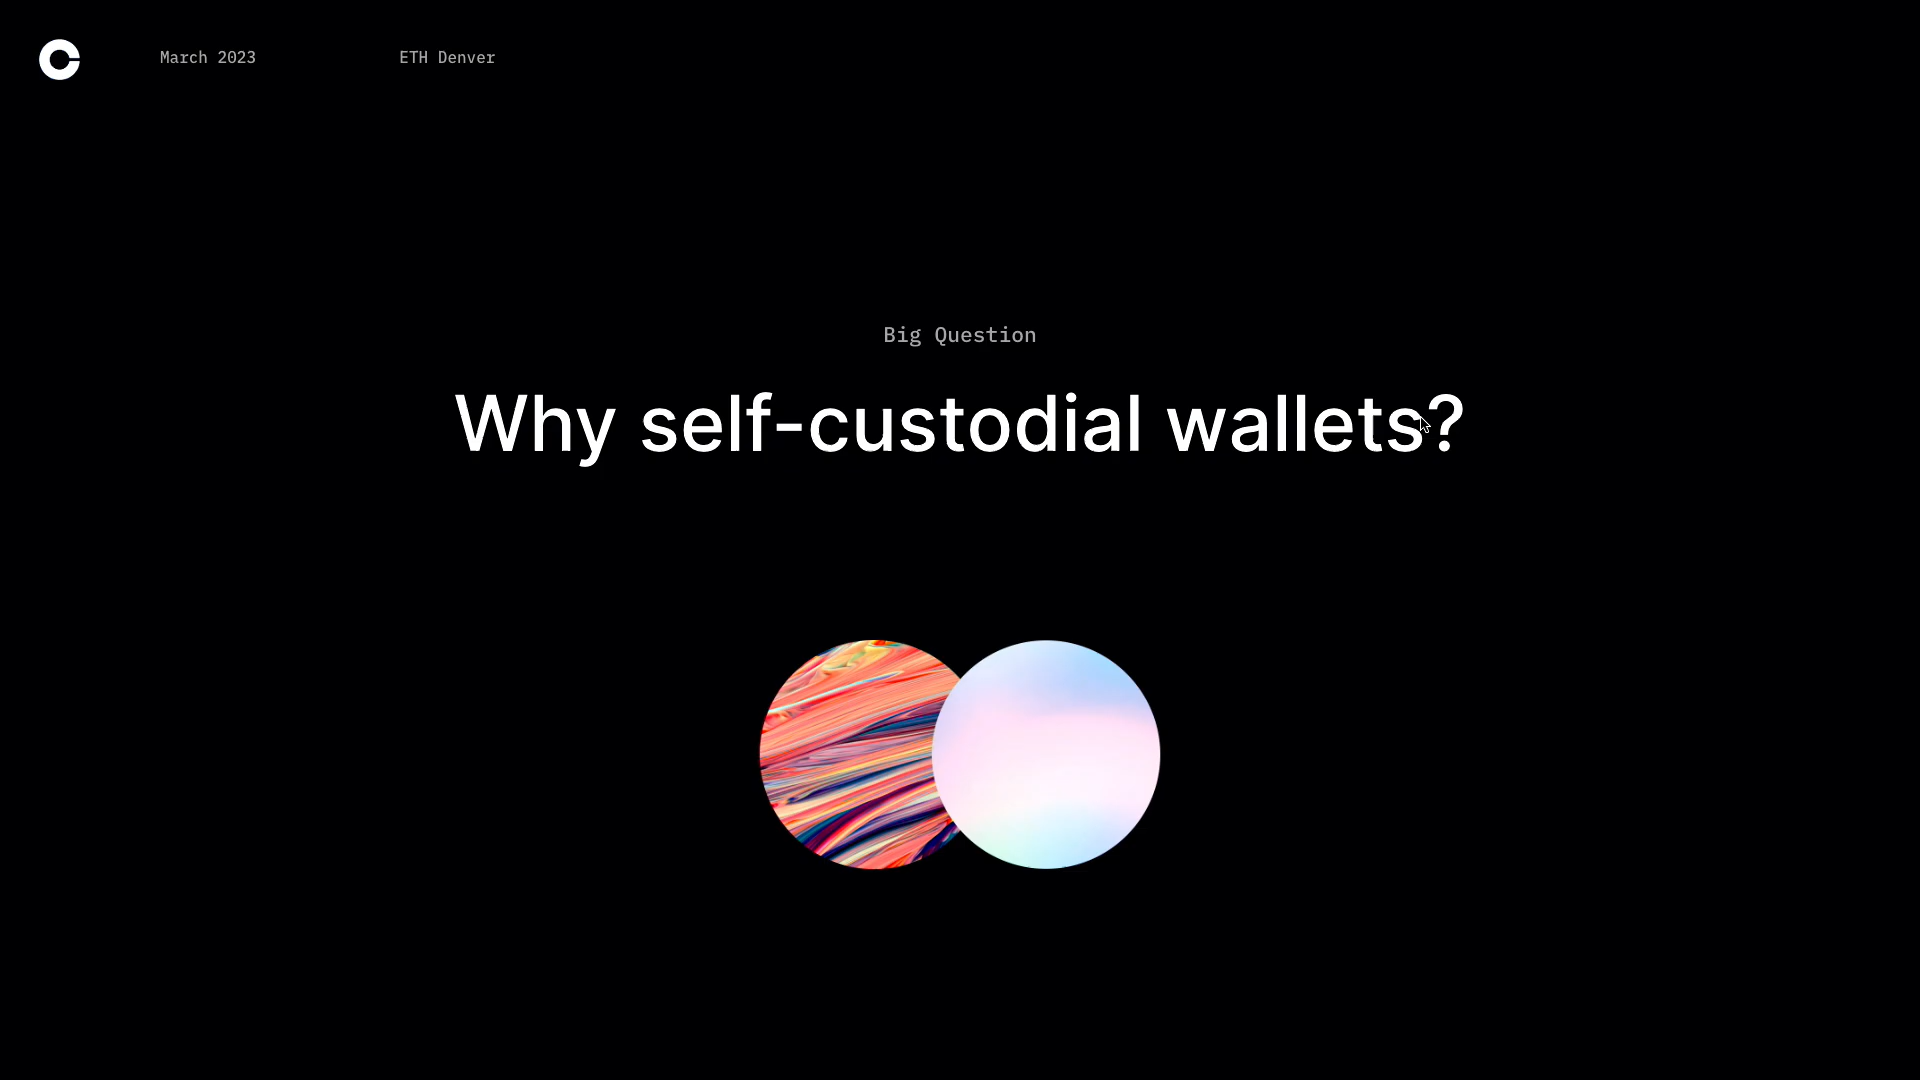 March 2023
ETH Denver
Big Question
Why self-custodial wallets?